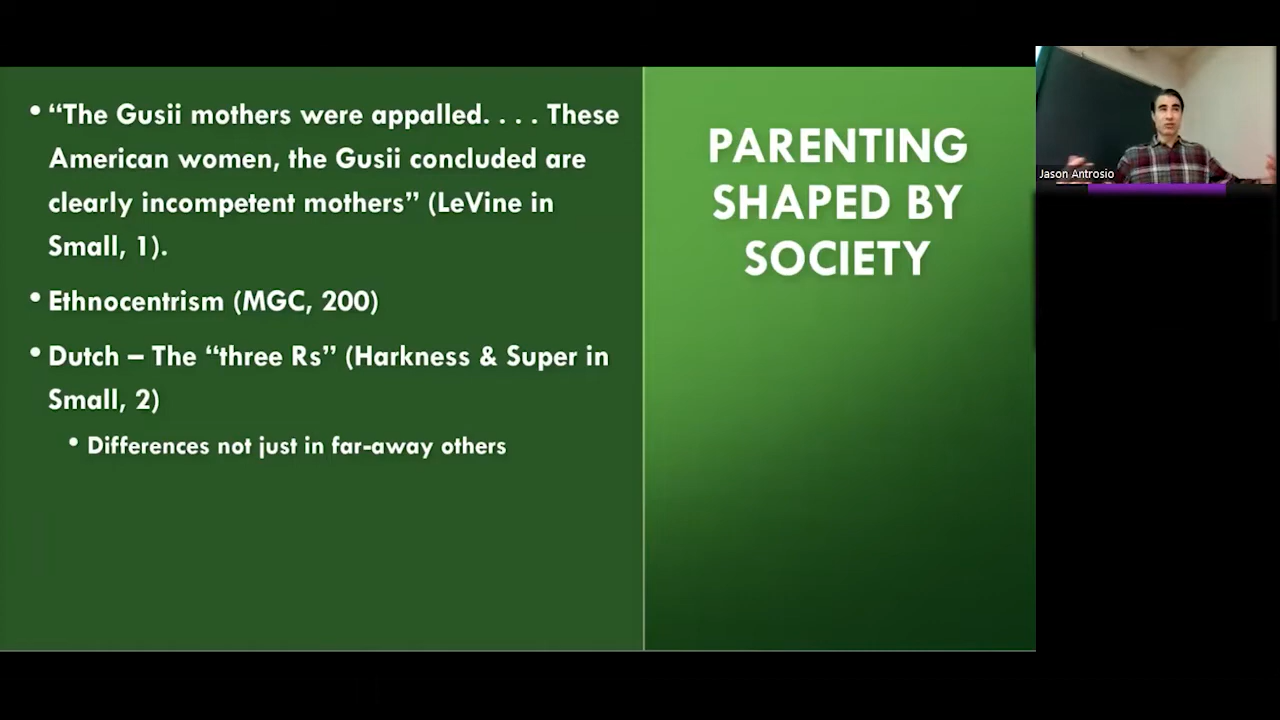 • “The Gusii mothers were appalled. . . . These
American women, the Gusii concluded are
clearly incompetent mothers” (LeVine in
Small, 1).
• Ethnocentrism (MGC, 200)
• Dutch – The “three Rs” (Harkness & Super in
Small, 2)
• Differences not just in far-away others
PARENTING
SHAPED BY
SOCIETY
Jason Antrosio